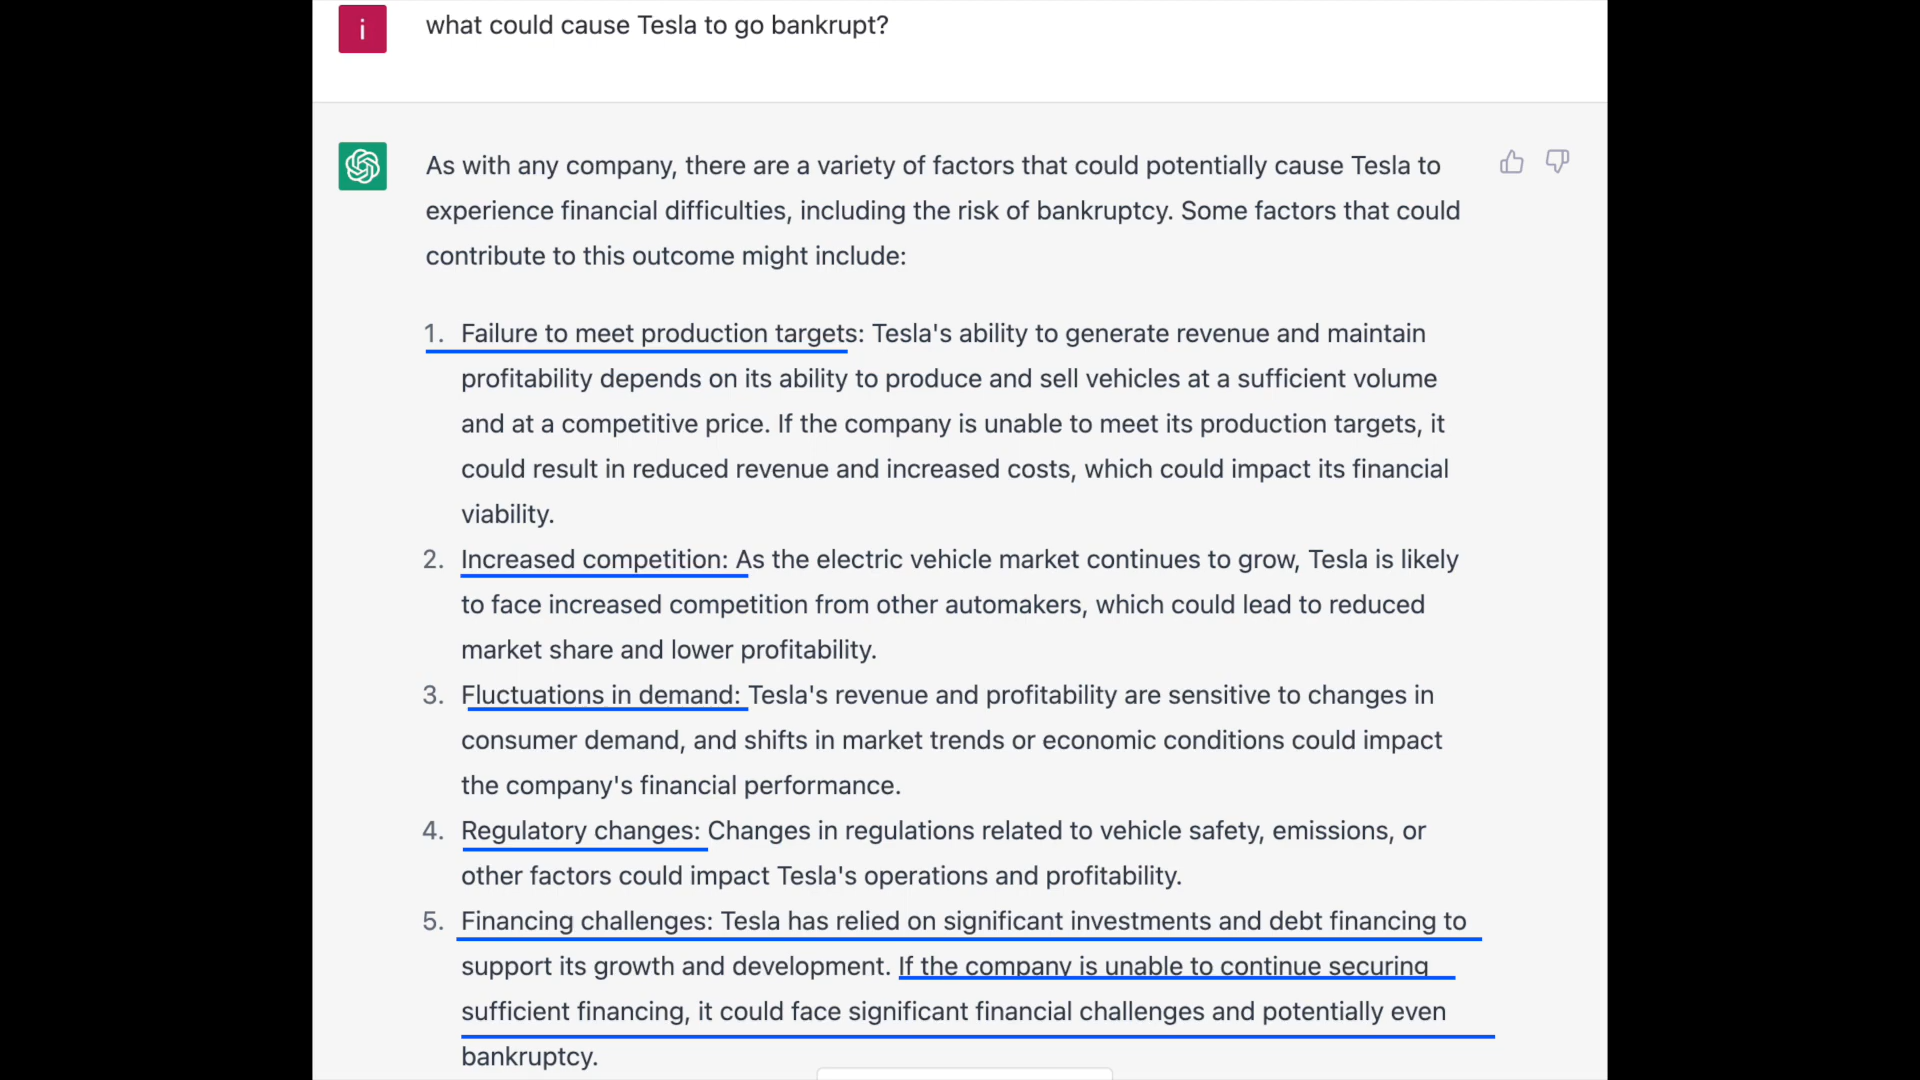 i
what could cause Tesla to go bankrupt?
As with any company, there are a variety of factors that could potentially cause Tesla to
experience financial difficulties, including the risk of bankruptcy. Some factors that could
contribute to this outcome might include:
1. Failure to meet production targets: Tesla's ability to generate revenue and maintain
profitability depends on its ability to produce and sell vehicles at a sufficient volume
and at a competitive price. If the company is unable to meet its production targets, it
could result in reduced revenue and increased costs, which could impact its financial
viability.
2. Increased competition: As the electric vehicle market continues to grow, Tesla is likely
to face increased competition from other automakers, which could lead to reduced
market share and lower profitability.
3. Fluctuations in demand: Tesla's revenue and profitability are sensitive to changes in
consumer demand, and shifts in market trends or economic conditions could impact
the company's financial performance.
4. Regulatory changes: Changes in regulations related to vehicle safety, emissions, or
other factors could impact Tesla's operations and profitability.
5. Financing challenges: Tesla has relied on significant investments and debt financing to
support its growth and development. If the company is unable to continue securing
sufficient financing, it could face significant financial challenges and potentially even
bankruptcy.